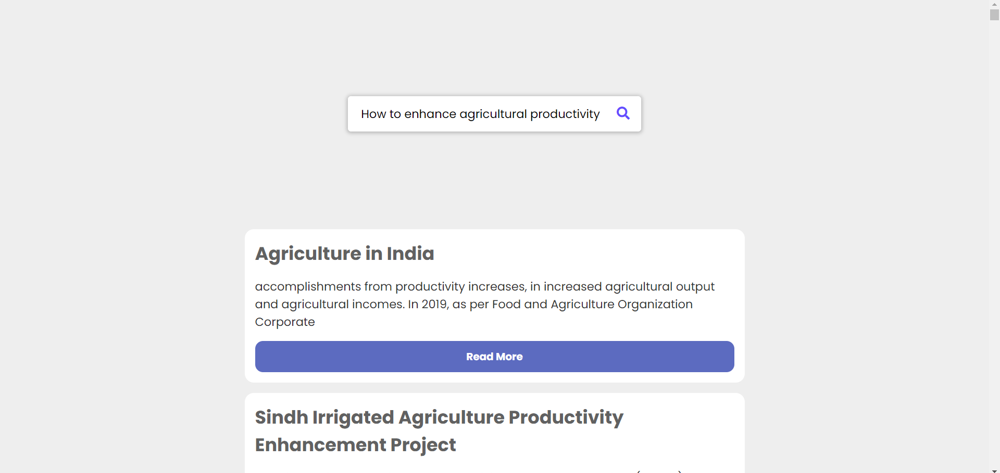 How to enhance agricultural productivity
Agriculture in India
accomplishments from productivity increases, in increased agricultural output
and agricultural incomes. In 2019, as per Food and Agriculture Organization
Corporate
Read More
Sindh Irrigated Agriculture Productivity
Enhancement Project